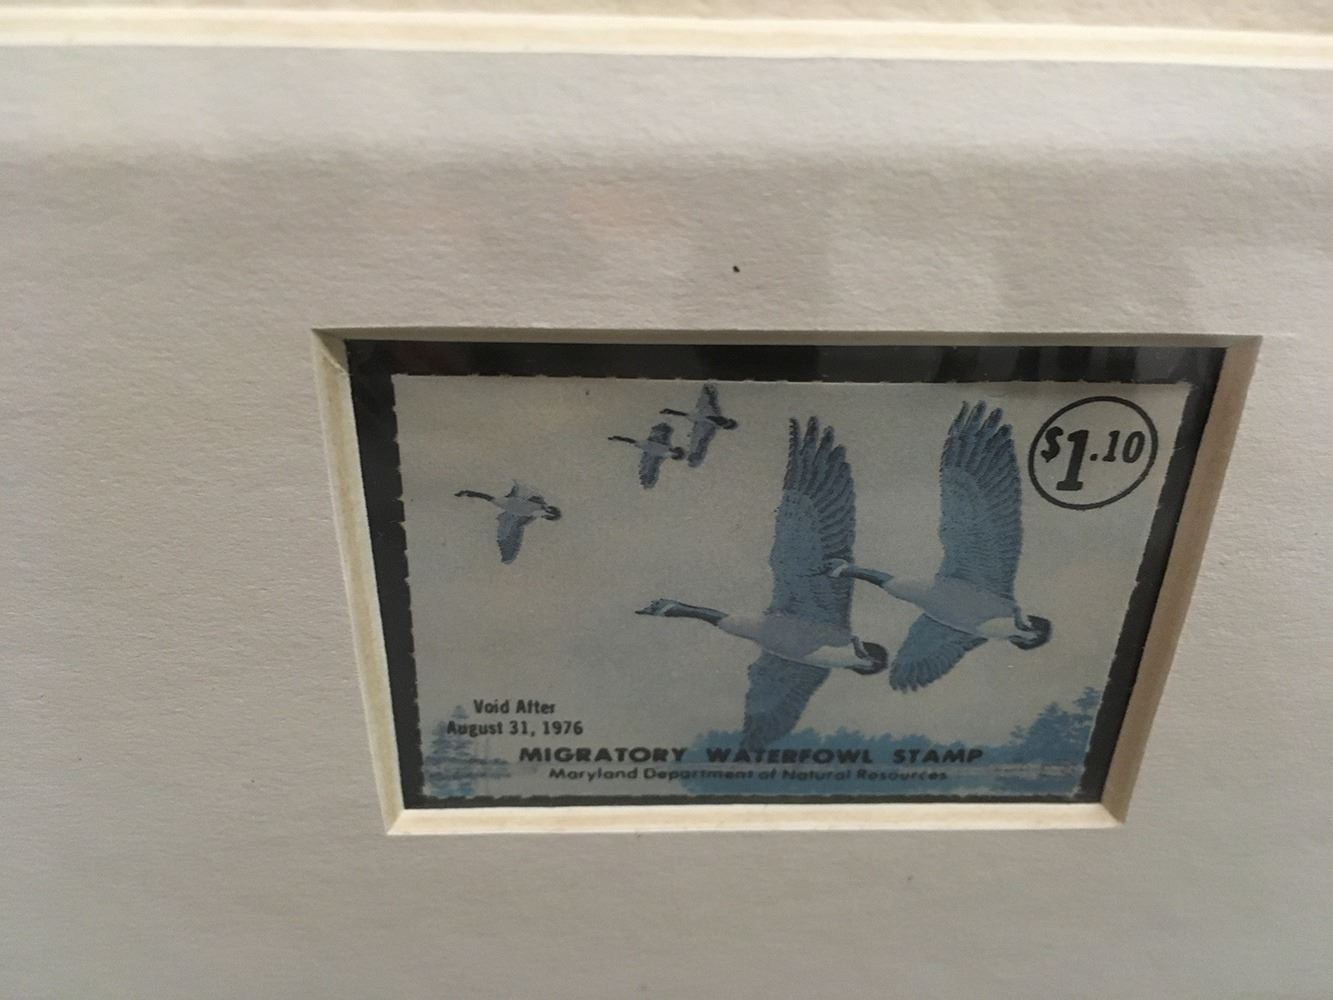 $1.10
Void After
August 31, 1976
MIGRATORY WATERFOWL STAMP
Maryland Department of Natural Resources